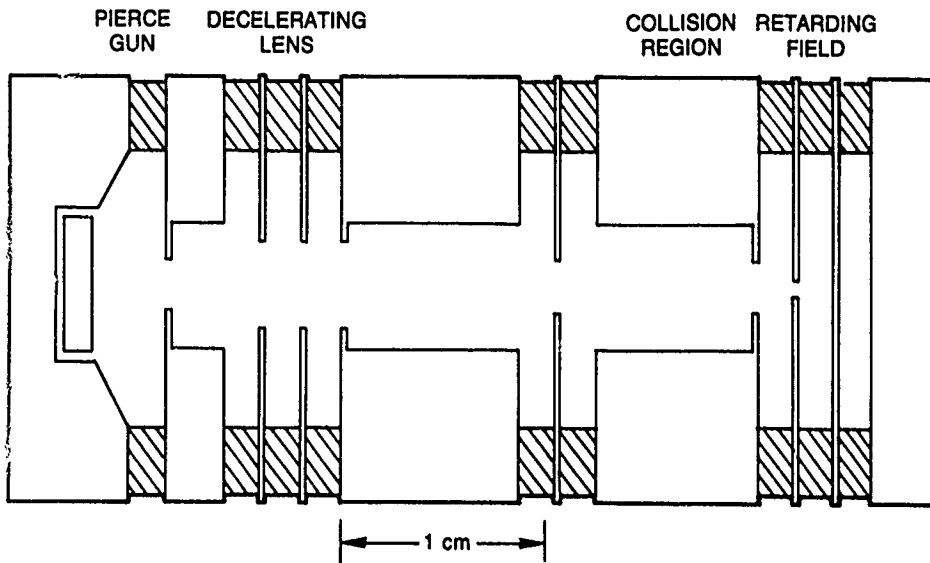 PIERCE
GUN
DECELERATING
LENS
COLLISION
REGION
RETARDING
FIELD
1 cm